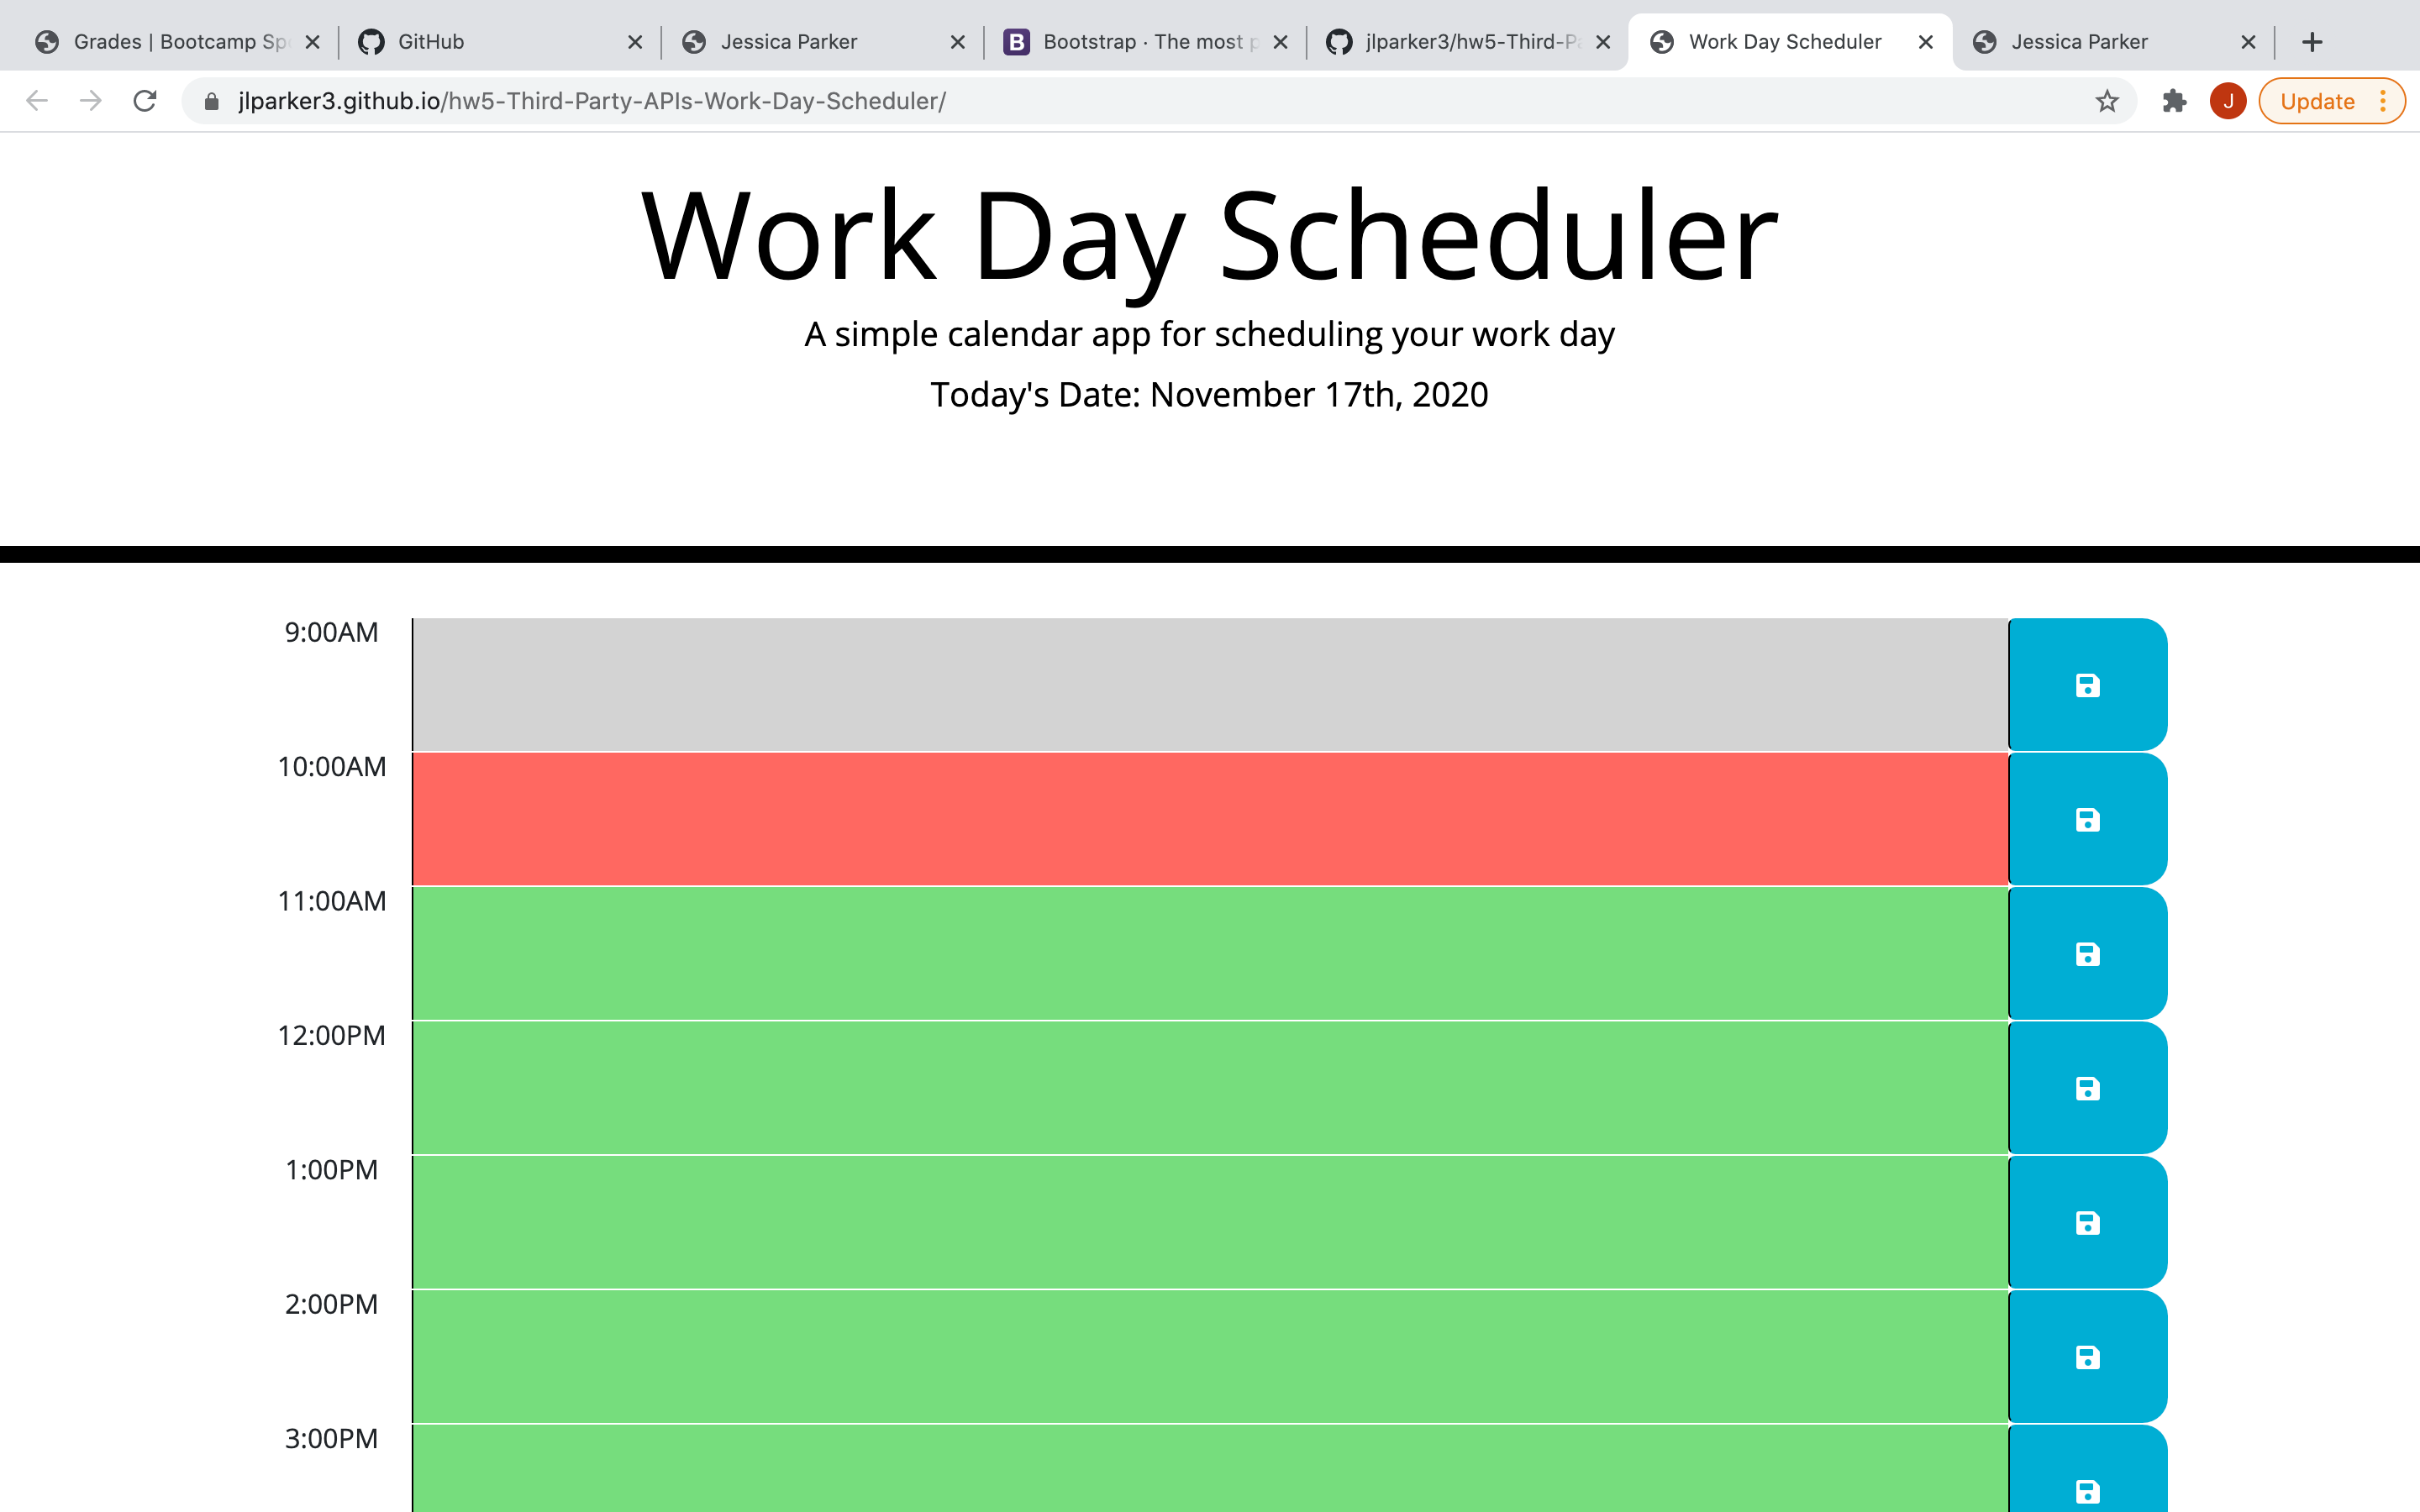 Grades | Bootcamp Sp
GitHub
Jessica Parker
B
Bootstrap · The most p
jlparker3/hw5-Third-Pa
Work Day Scheduler
Jessica Parker
jlparker3.github.io/hw5-Third-Party-APIs-Work-Day-Scheduler/
J
Update
Work Day Scheduler
A simple calendar app for scheduling your work day
Today's Date: November 17th, 2020
9:00AM
10:00AM
11:00AM
12:00PM
1:00PM
2:00PM
3:00PM